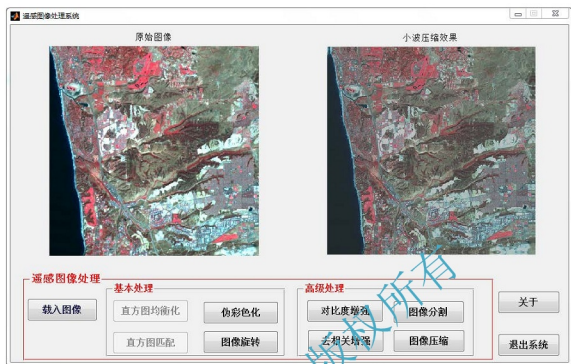 遥感图像处理系统
原始图像
小波压缩效果
遥感图像处理
基本处理
高级处理
载入图像
直方图均衡化
伪彩色化
对比度增强
图像分割
关于
直方图匹配
图像旋转
去相关增强
图像压缩
退出系统
版权所有